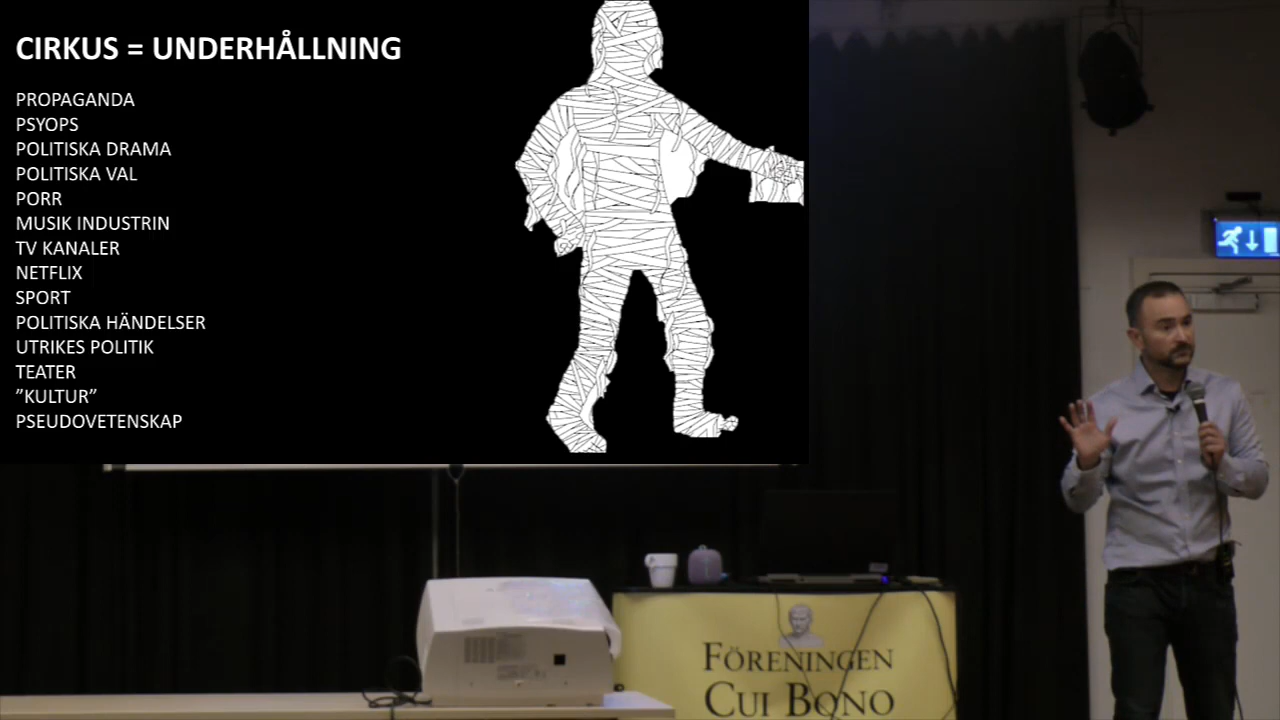 CIRKUS = UNDERHÅLLNING
PROPAGANDA
PSYOPS
POLITISKA DRAMA
POLITISKA VAL
PORR
MUSIK INDUSTRIN
TV KANALER
NETFLIX
SPORT
POLITISKA HÄNDELSER
UTRIKES POLITIK
TEATER
”KULTUR”
PSEUDOVETENSKAP
FÖRENINGEN
CUI BONO